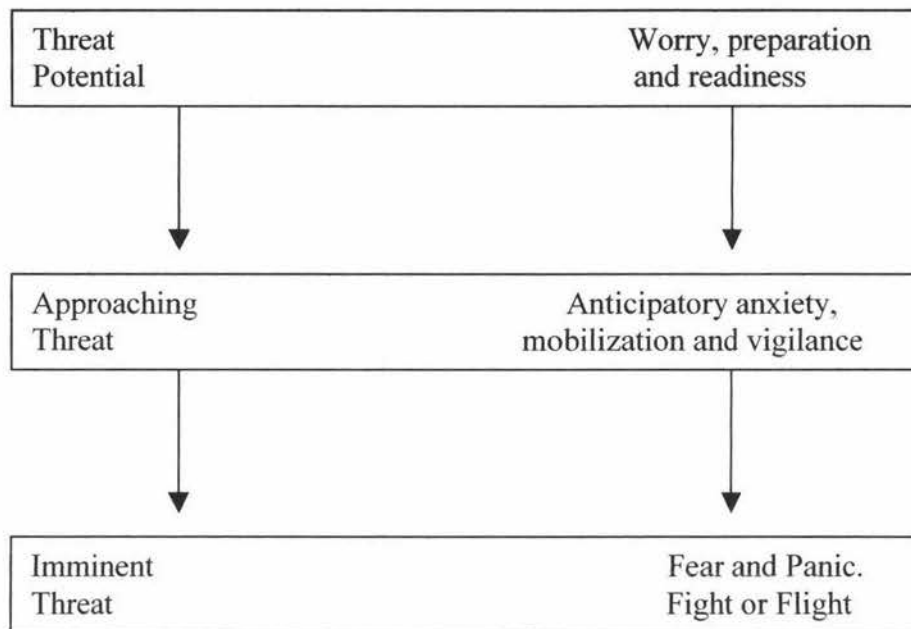 Threat
Potential
Worry, preparation
and readiness
Approaching
Threat
Anticipatory anxiety,
mobilization and vigilance
Imminent
Threat
Fear and Panic.
Fight or Flight